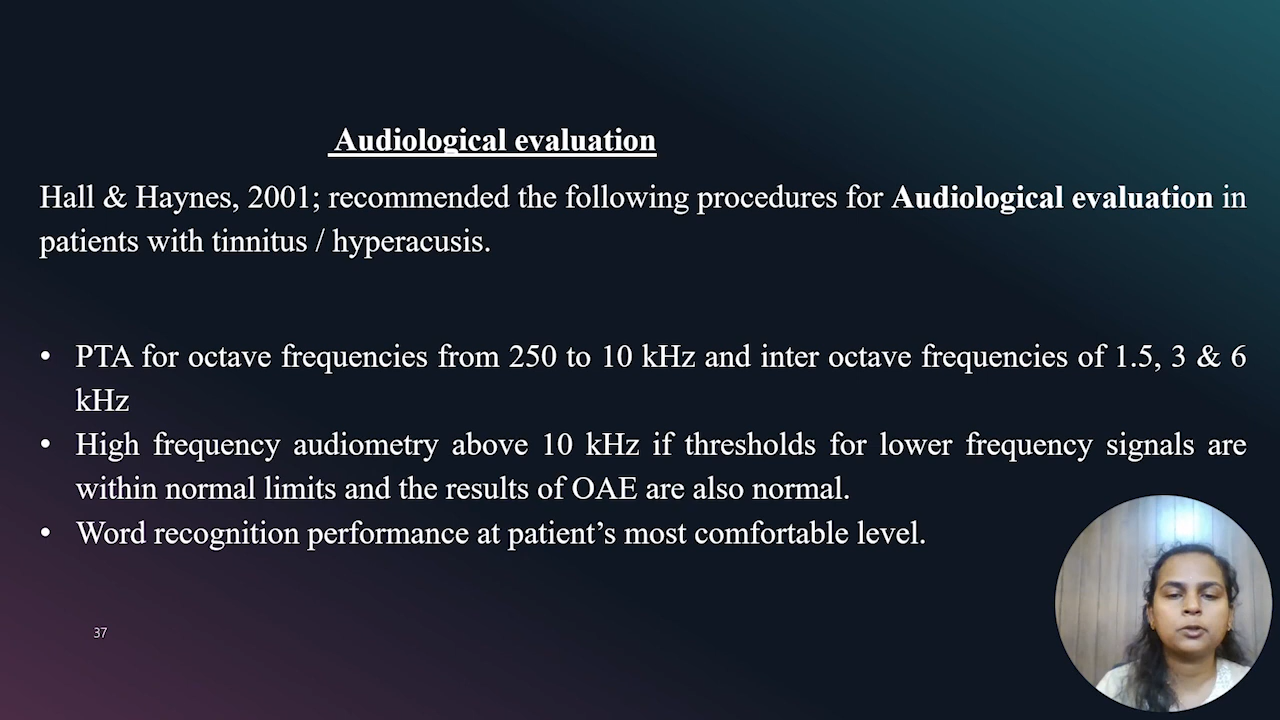 Audiological evaluation
Hall & Haynes, 2001; recommended the following procedures for Audiological evaluation in
patients with tinnitus / hyperacusis.
• PTA for octave frequencies from 250 to 10 kHz and inter octave frequencies of 1.5, 3 & 6
kHz
• High frequency audiometry above 10 kHz if thresholds for lower frequency signals are
within normal limits and the results of OAE are also normal.
• Word recognition performance at patient’s most comfortable level.
37